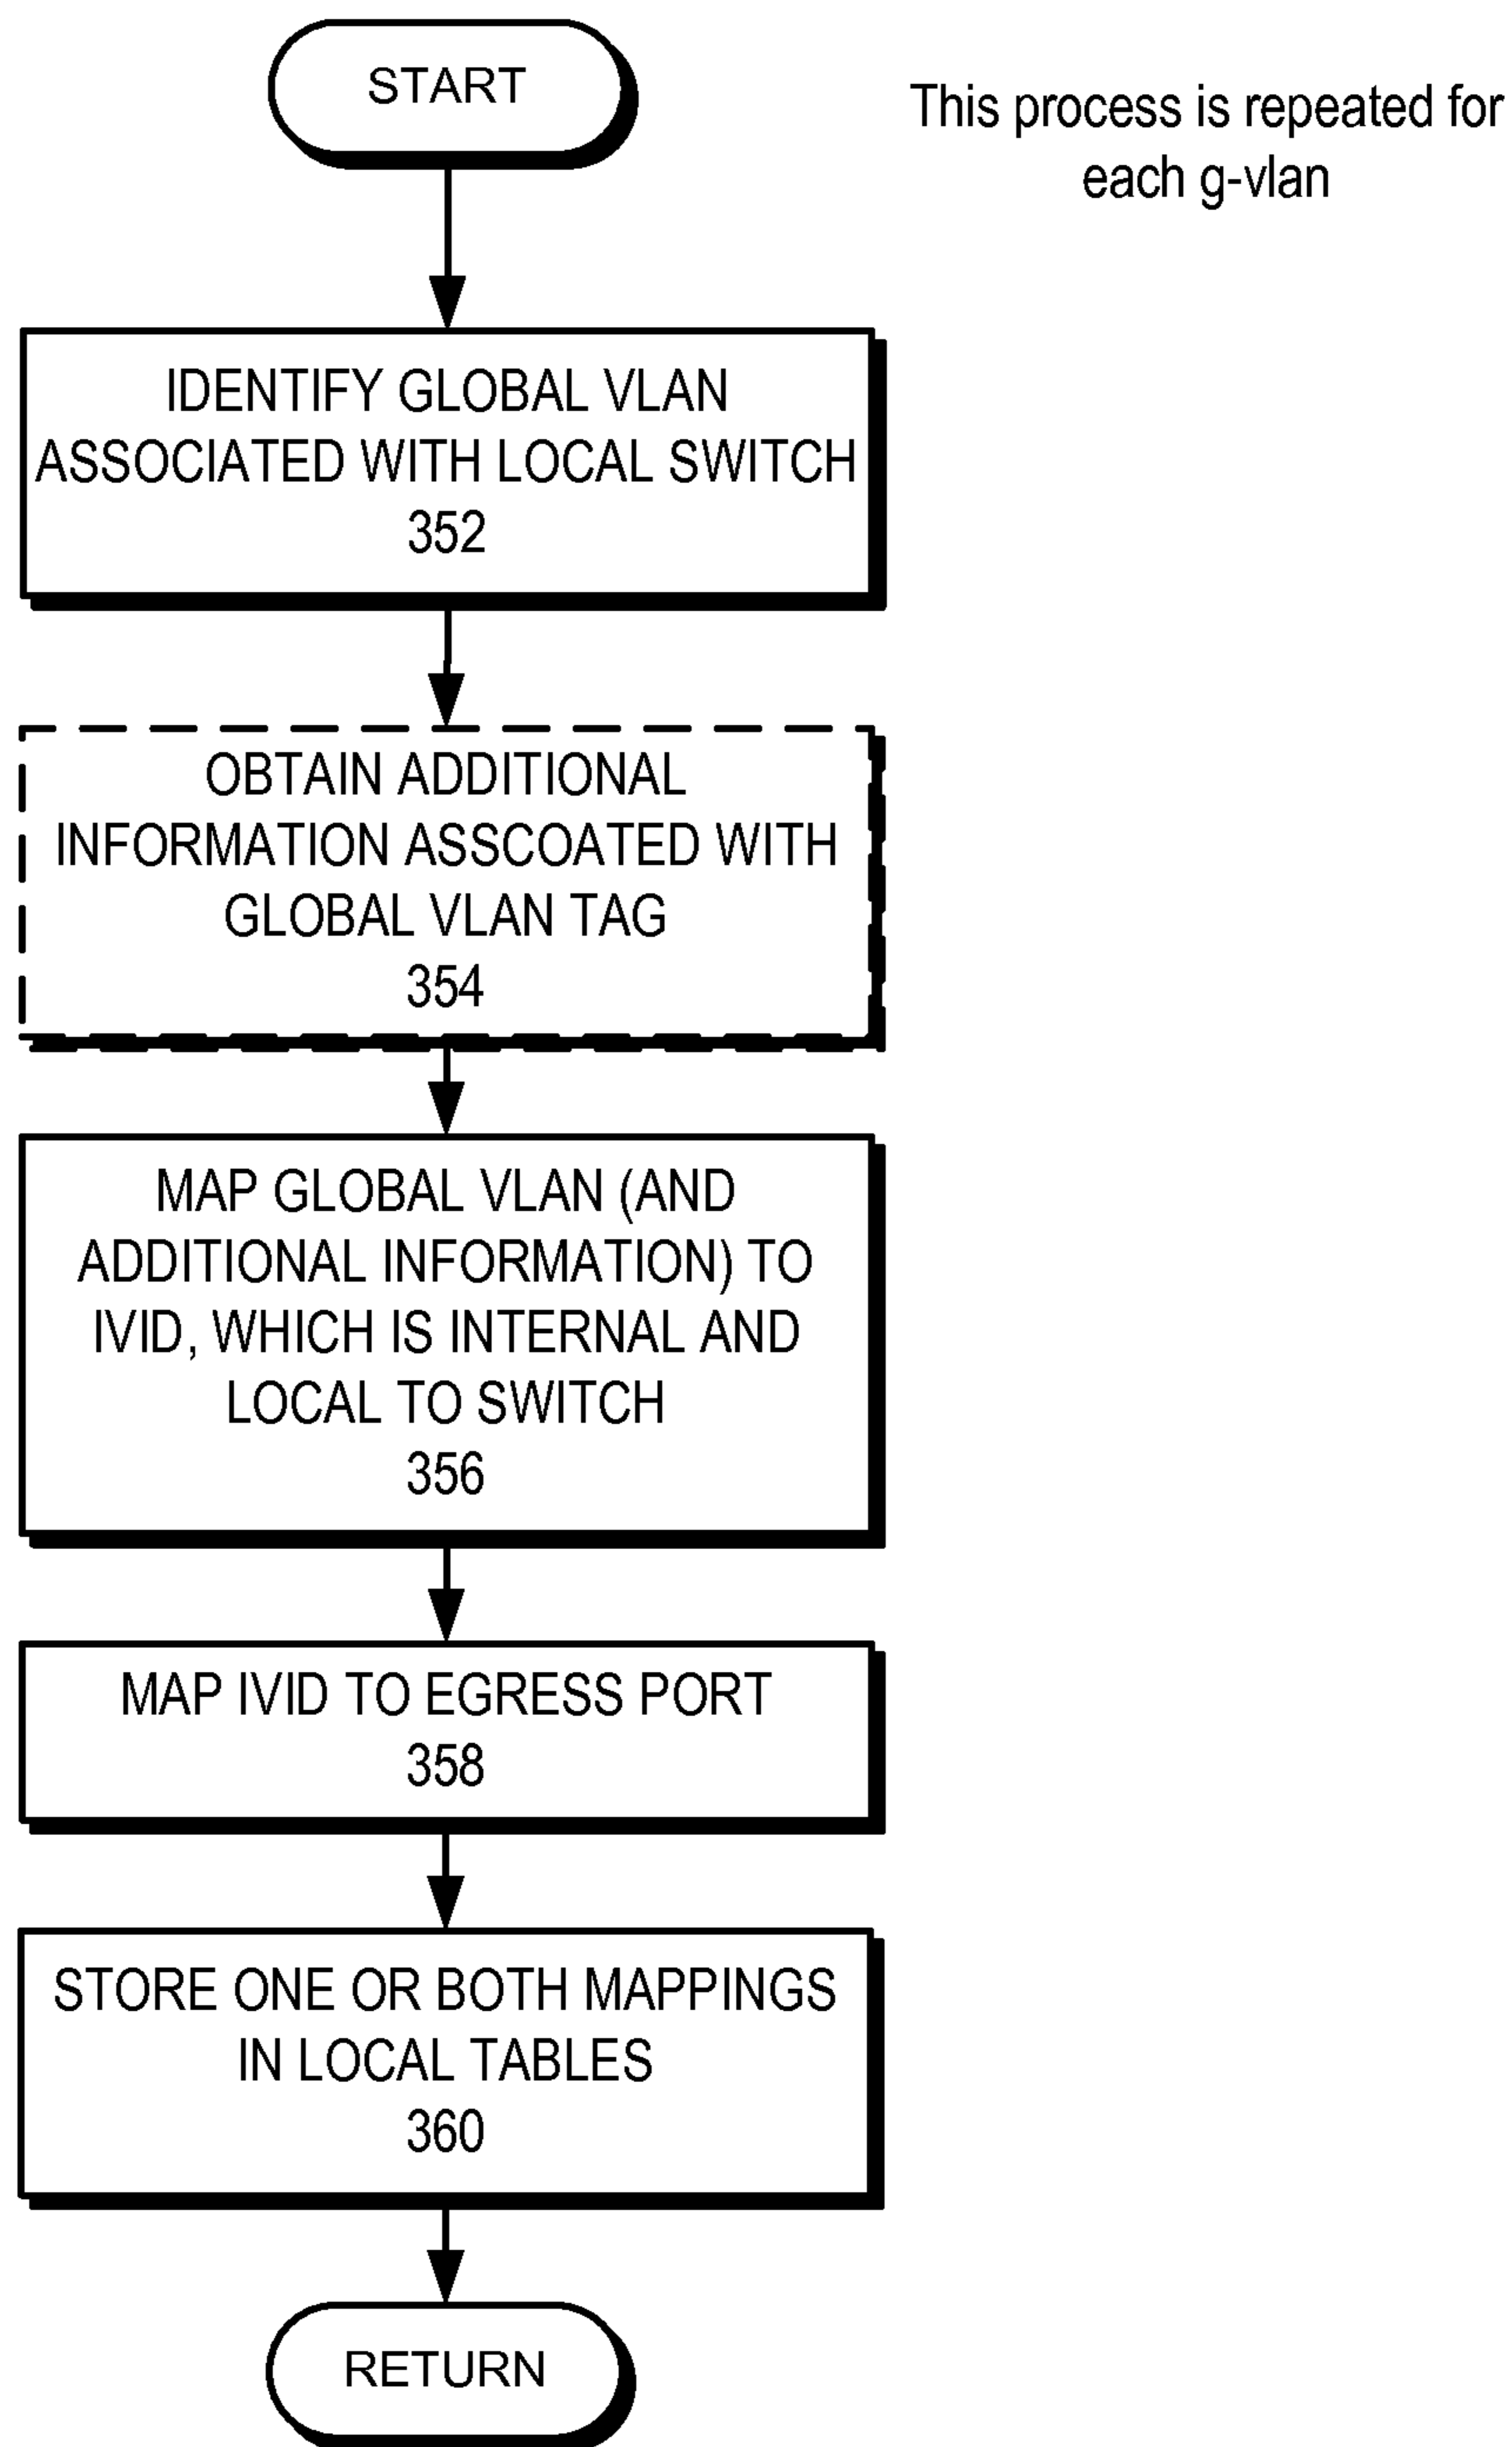 START
This process is repeated for
each g-vlan
IDENTIFY GLOBAL VLAN
ASSOCIATED WITH LOCAL SWITCH
352
OBTAIN ADDITIONAL
INFORMATION ASSCOATED WITH
GLOBAL VLAN TAG
354
MAP GLOBAL VLAN (AND
ADDITIONAL INFORMATION) TO
IVID, WHICH IS INTERNAL AND
LOCAL TO SWITCH
356
MAP IVID TO EGRESS PORT
358
STORE ONE OR BOTH MAPPINGS
IN LOCAL TABLES
360
RETURN